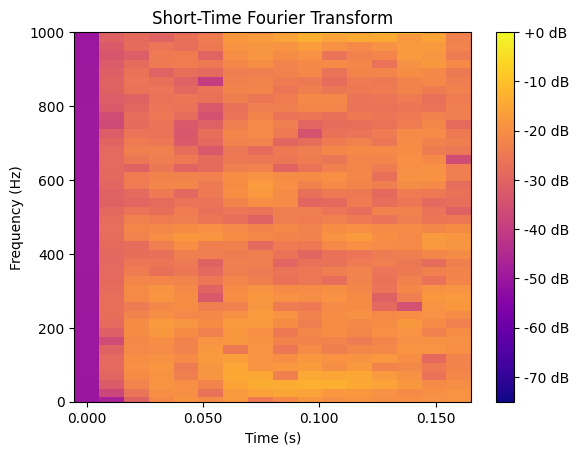 Short-Time Fourier Transform
1000
800
600
400
200
0
Frequency (Hz)
0.000
0.050
0.100
0.150
Time (s)
+0 dB
-10 dB
-20 dB
-30 dB
-40 dB
-50 dB
-60 dB
-70 dB